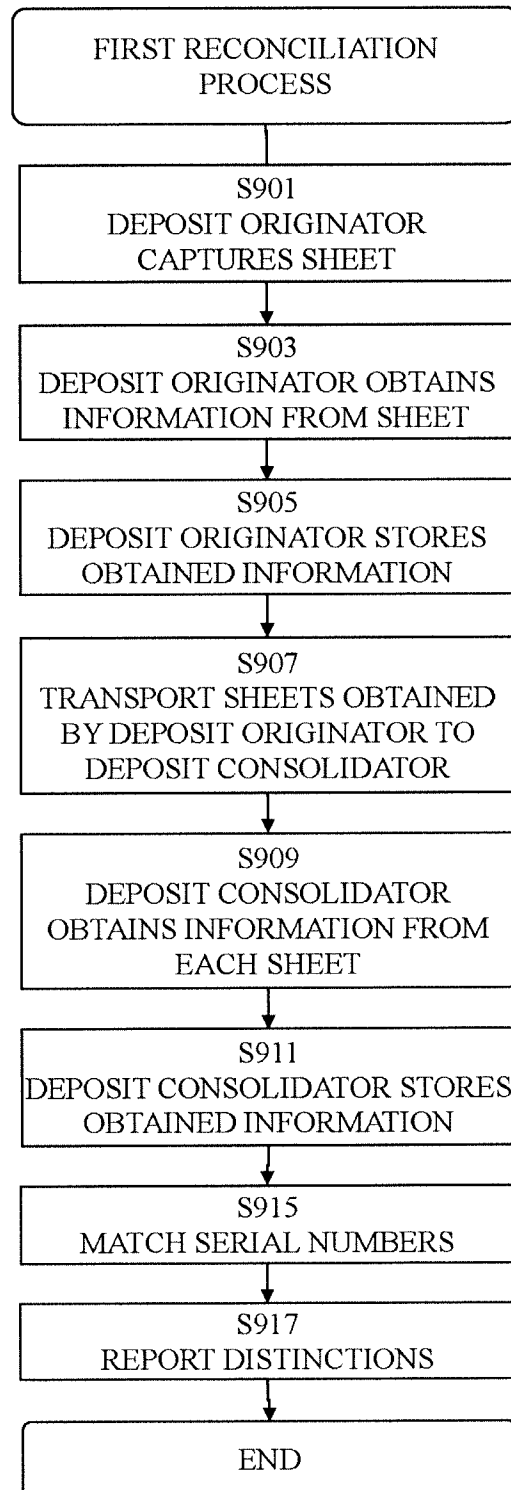 FIRST RECONCILIATION
PROCESS
S901
DEPOSIT ORIGINATOR
CAPTURES SHEET
S903
DEPOSIT ORIGINATOR OBTAINS
INFORMATION FROM SHEET
S905
DEPOSIT ORIGINATOR STORES
OBTAINED INFORMATION
S907
TRANSPORT SHEETS OBTAINED
BY DEPOSIT ORIGINATOR TO
DEPOSIT CONSOLIDATOR
S909
DEPOSIT CONSOLIDATOR
OBTAINS INFORMATION FROM
EACH SHEET
S911
DEPOSIT CONSOLIDATOR STORES
OBTAINED INFORMATION
S915
MATCH SERIAL NUMBERS
S917
REPORT DISTINCTIONS
END